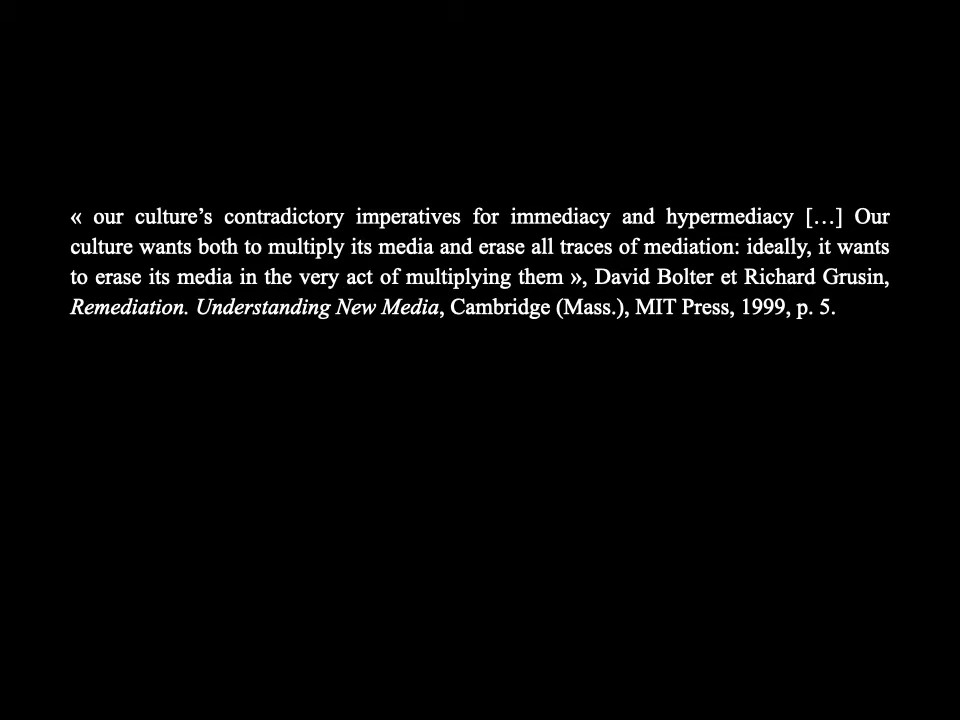 « our culture’s contradictory imperatives for immediacy and hypermediacy […] Our
culture wants both to multiply its media and erase all traces of mediation: ideally, it wants
to erase its media in the very act of multiplying them », David Bolter et Richard Grusin,
Remediation. Understanding New Media, Cambridge (Mass.), MIT Press, 1999, p. 5.